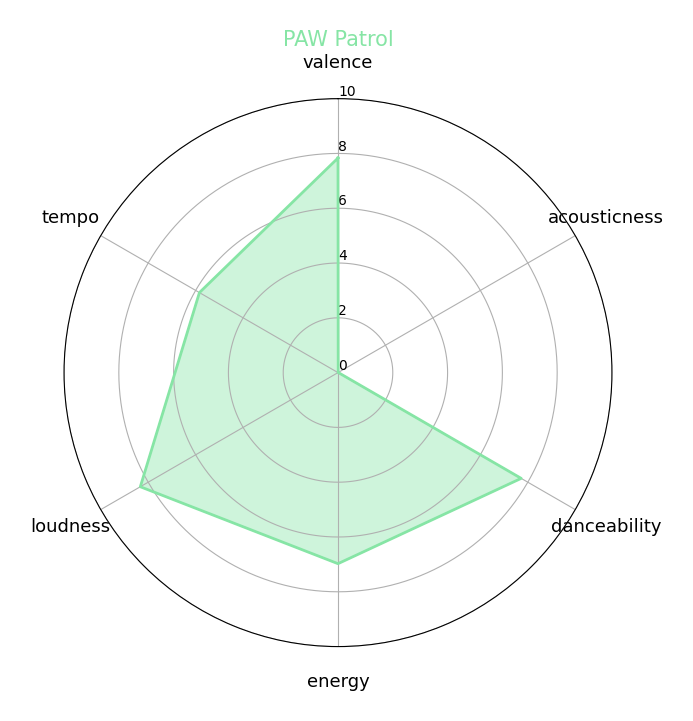 PAW Patrol
valence
10
8
6
4
2
0
tempo
acousticness
loudness
danceability
energy